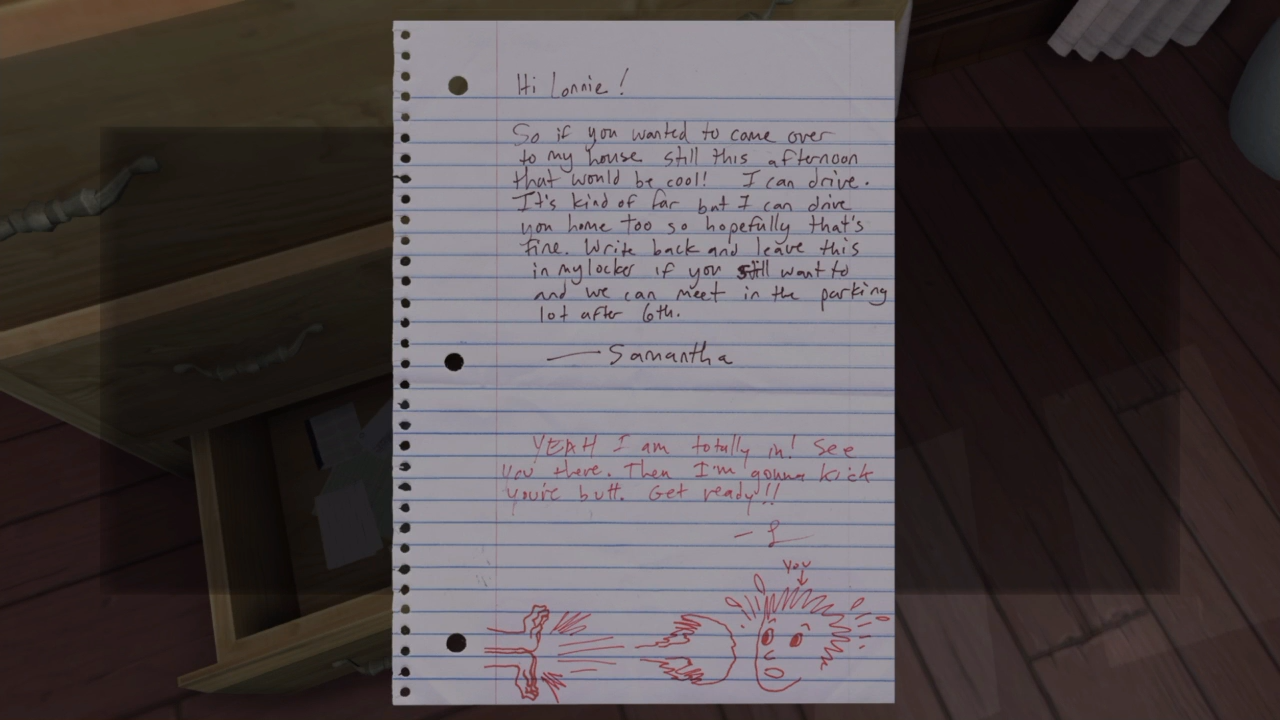 Hi Lonnie!
So if you wanted to come over
to my house still this afternoon
that would be cool! I can drive.
It's kind of far but I can drive
you home too so hopefully that's
fine. Write back and leave this
in my locker if you still want to
and we can meet in the parking
lot after 6th.
— Samantha
YEAH I am totally in! See
you there. Then I'm gonna kick
you're butt. Get ready!!
- L
YOU